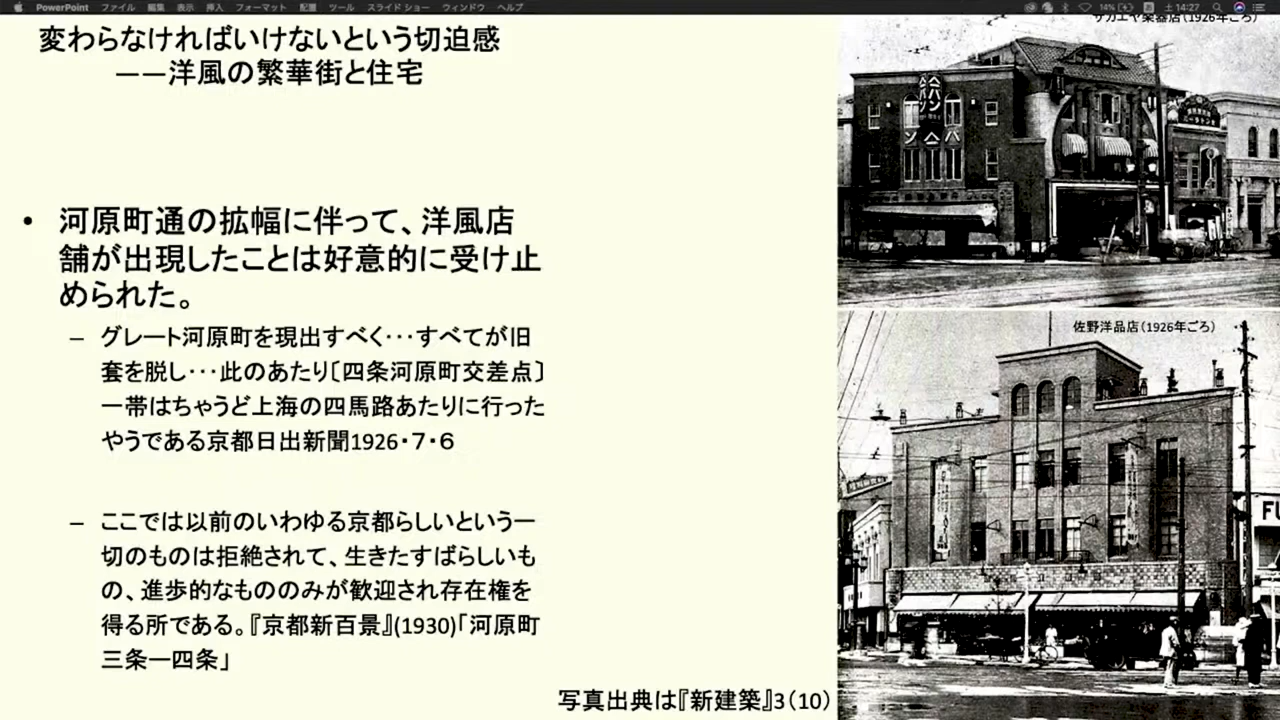 PowerPoint ファイル 編集 表示 挿入 フォーマット 配置 ツール スライド ショー ウィンドウ ヘルプ 14% 土 14:27
変わらなければいけないという切迫感
――洋風の繁華街と住宅
• 河原町通の拡幅に伴って、洋風店
舗が出現したことは好意的に受け止
められた。
– グレート河原町を現出すべく･･･すべてが旧
套を脱し･･･此のあたり〔四条河原町交差点〕
一帯はちゃうど上海の四馬路あたりに行った
やうである京都日出新聞1926・7・6
– ここでは以前のいわゆる京都らしいという一
切のものは拒絶されて、生きたすばらしいも
の、進歩的なもののみが歓迎され存在権を
得る所である。『京都新百景』(1930)「河原町
三条―四条」
サカエヤ楽器店（1926年ごろ）
佐野洋品店（1926年ごろ）
写真出典は『新建築』3（10）